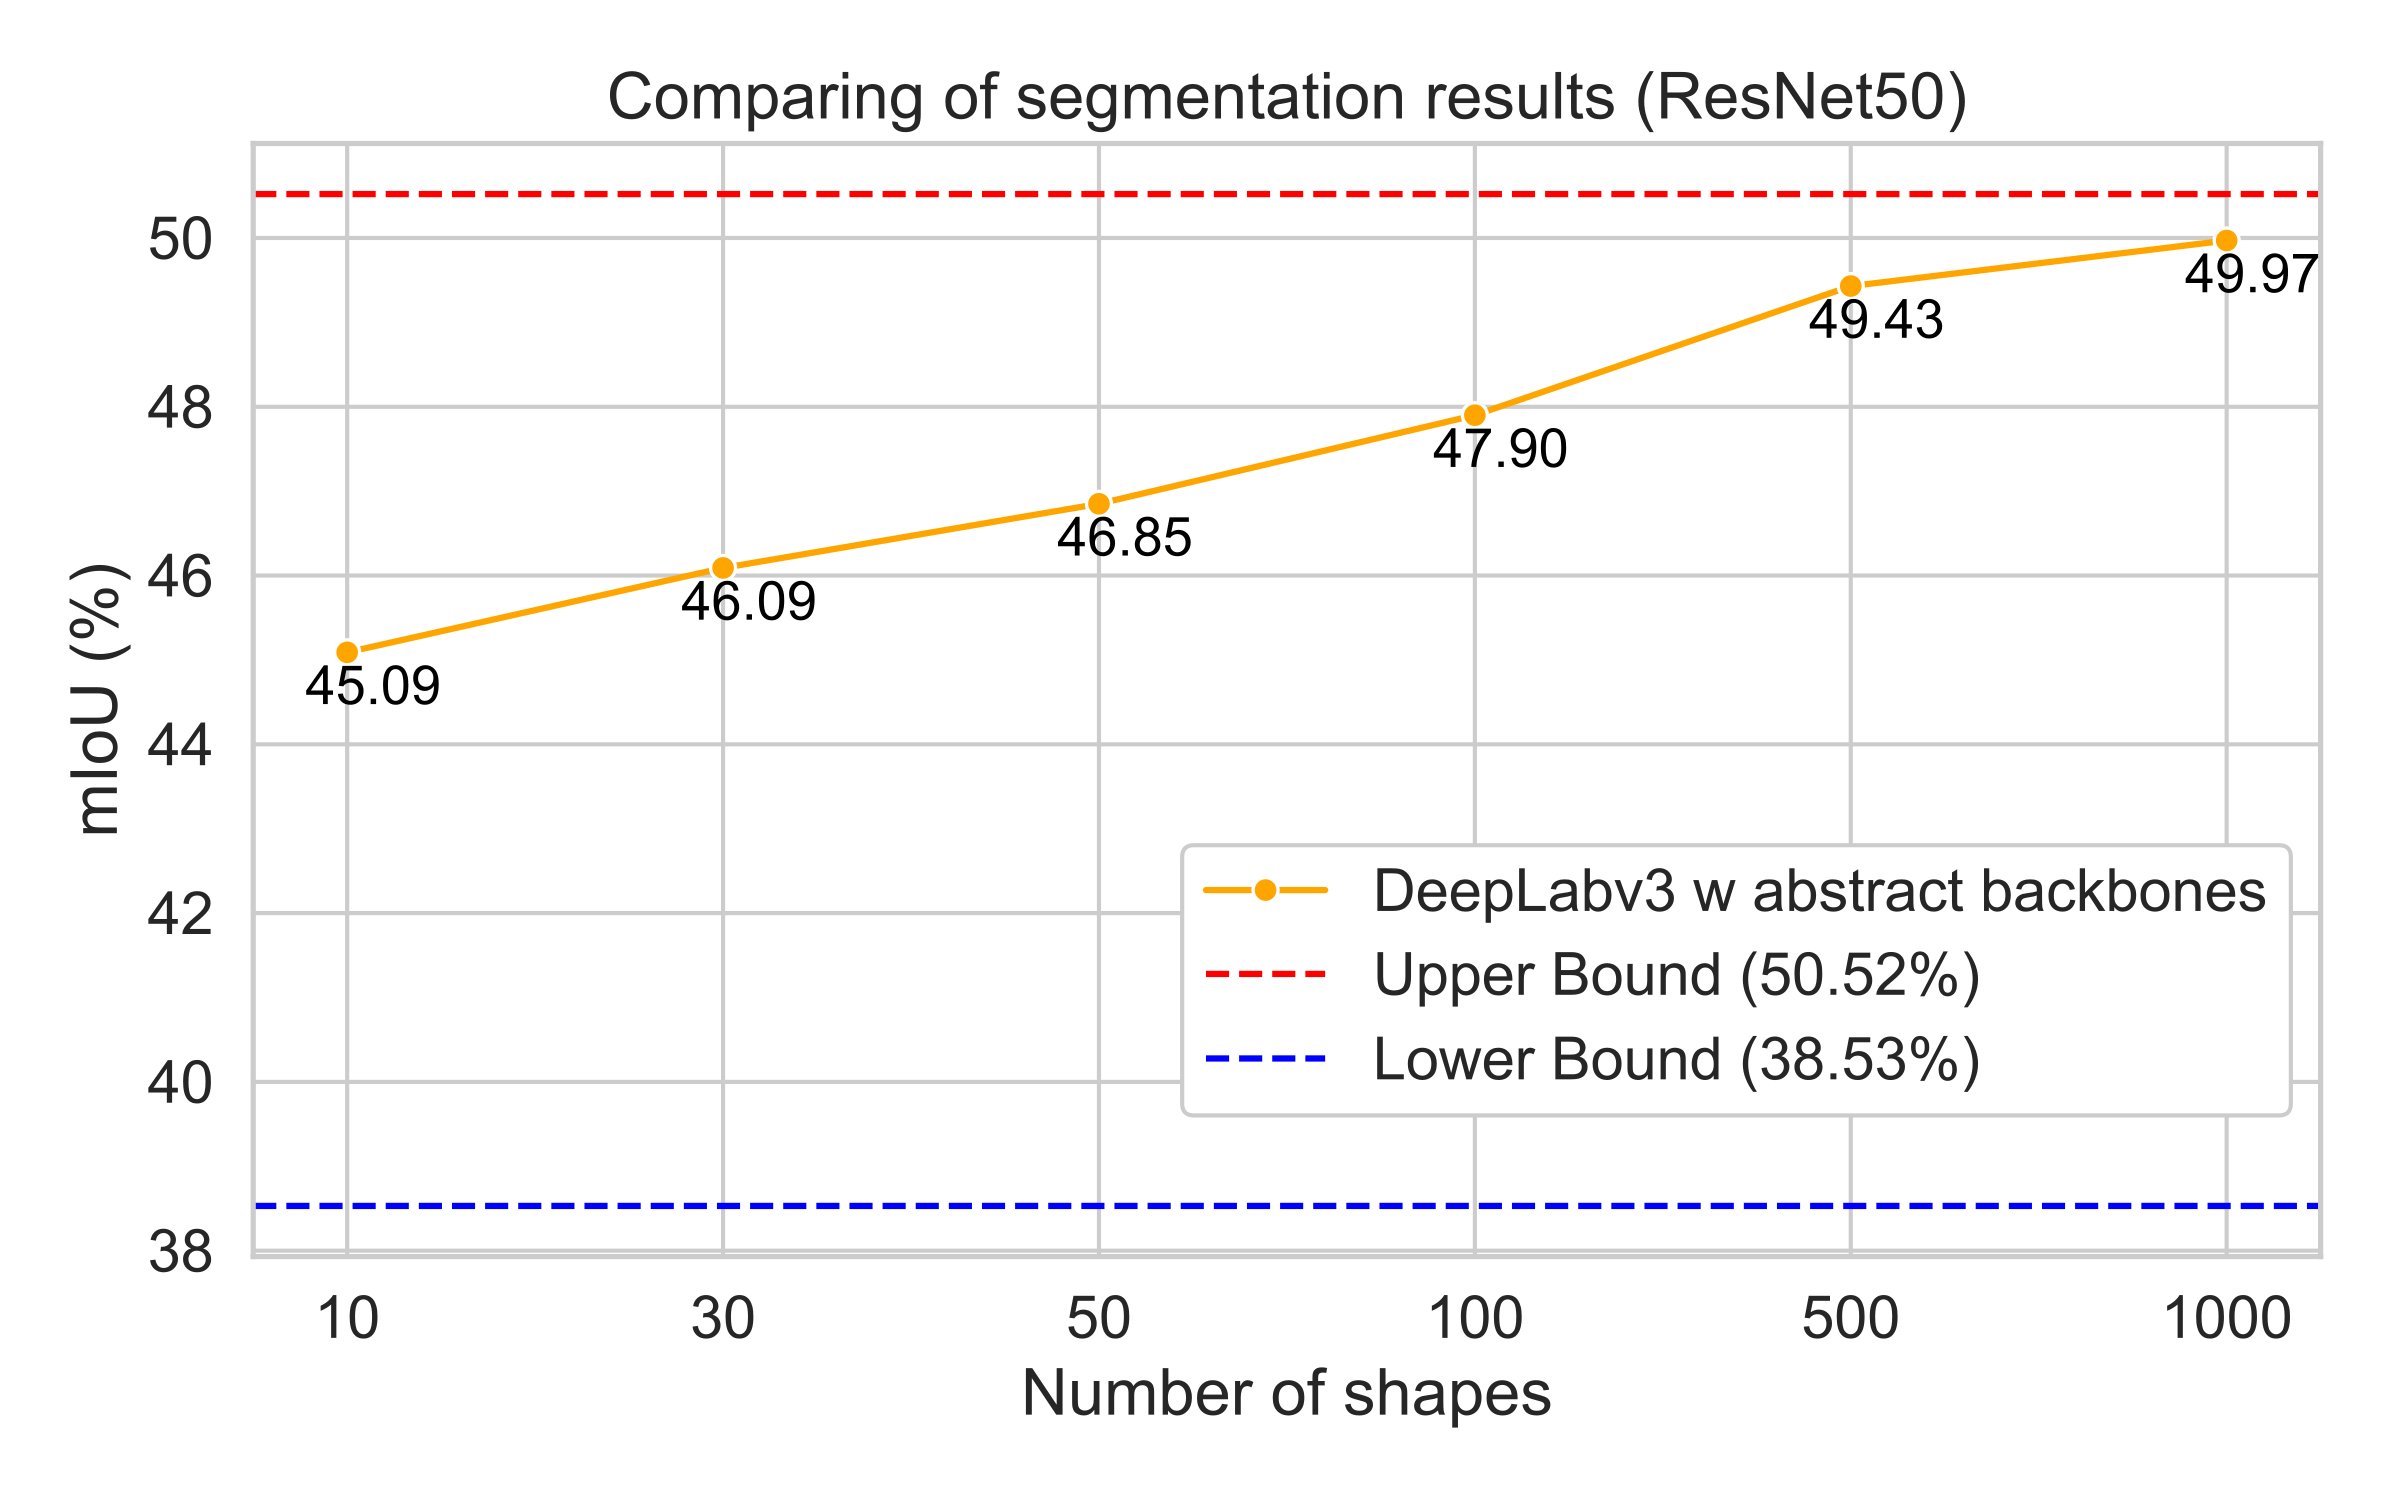 Comparing of segmentation results (ResNet50)
mIoU (%)
50
48
46
44
42
40
38
45.09
46.09
46.85
47.90
49.43
49.97
DeepLabv3 w abstract backbones
Upper Bound (50.52%)
Lower Bound (38.53%)
10 30 50 100 500 1000
Number of shapes